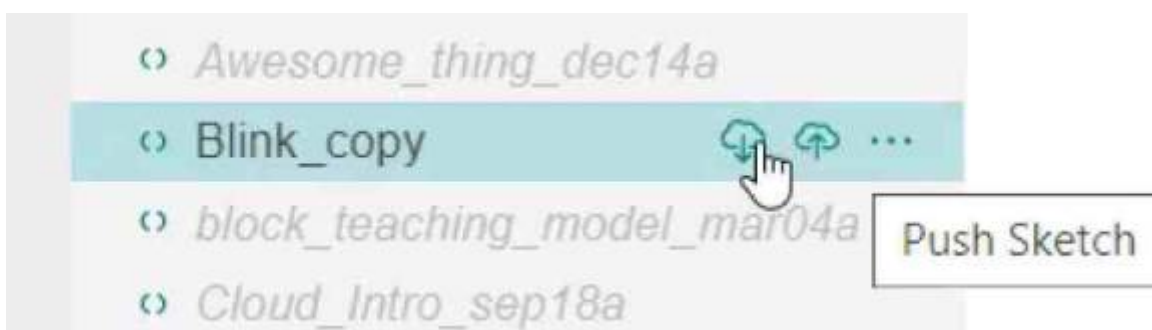 Awesome_thing_dec14a
Blink_copy
block_teaching_model_mar04a
Push Sketch
Cloud_Intro_sep18a